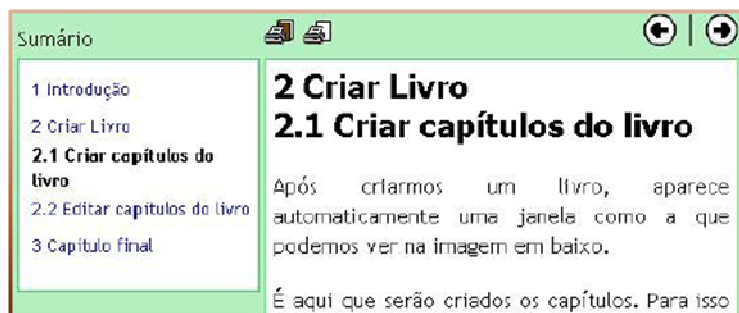 Sumário
1 Introdução
2 Criar Livro
2.1 Criar capítulos do
livro
2.2 Editar capítulos do livro
3 Capítulo final
2 Criar Livro
2.1 Criar capítulos do livro
Após criarmos um livro, aparece
automaticamente uma janela como a que
podemos ver na imagem em baixo.
É aqui que serão criados os capítulos. Para isso